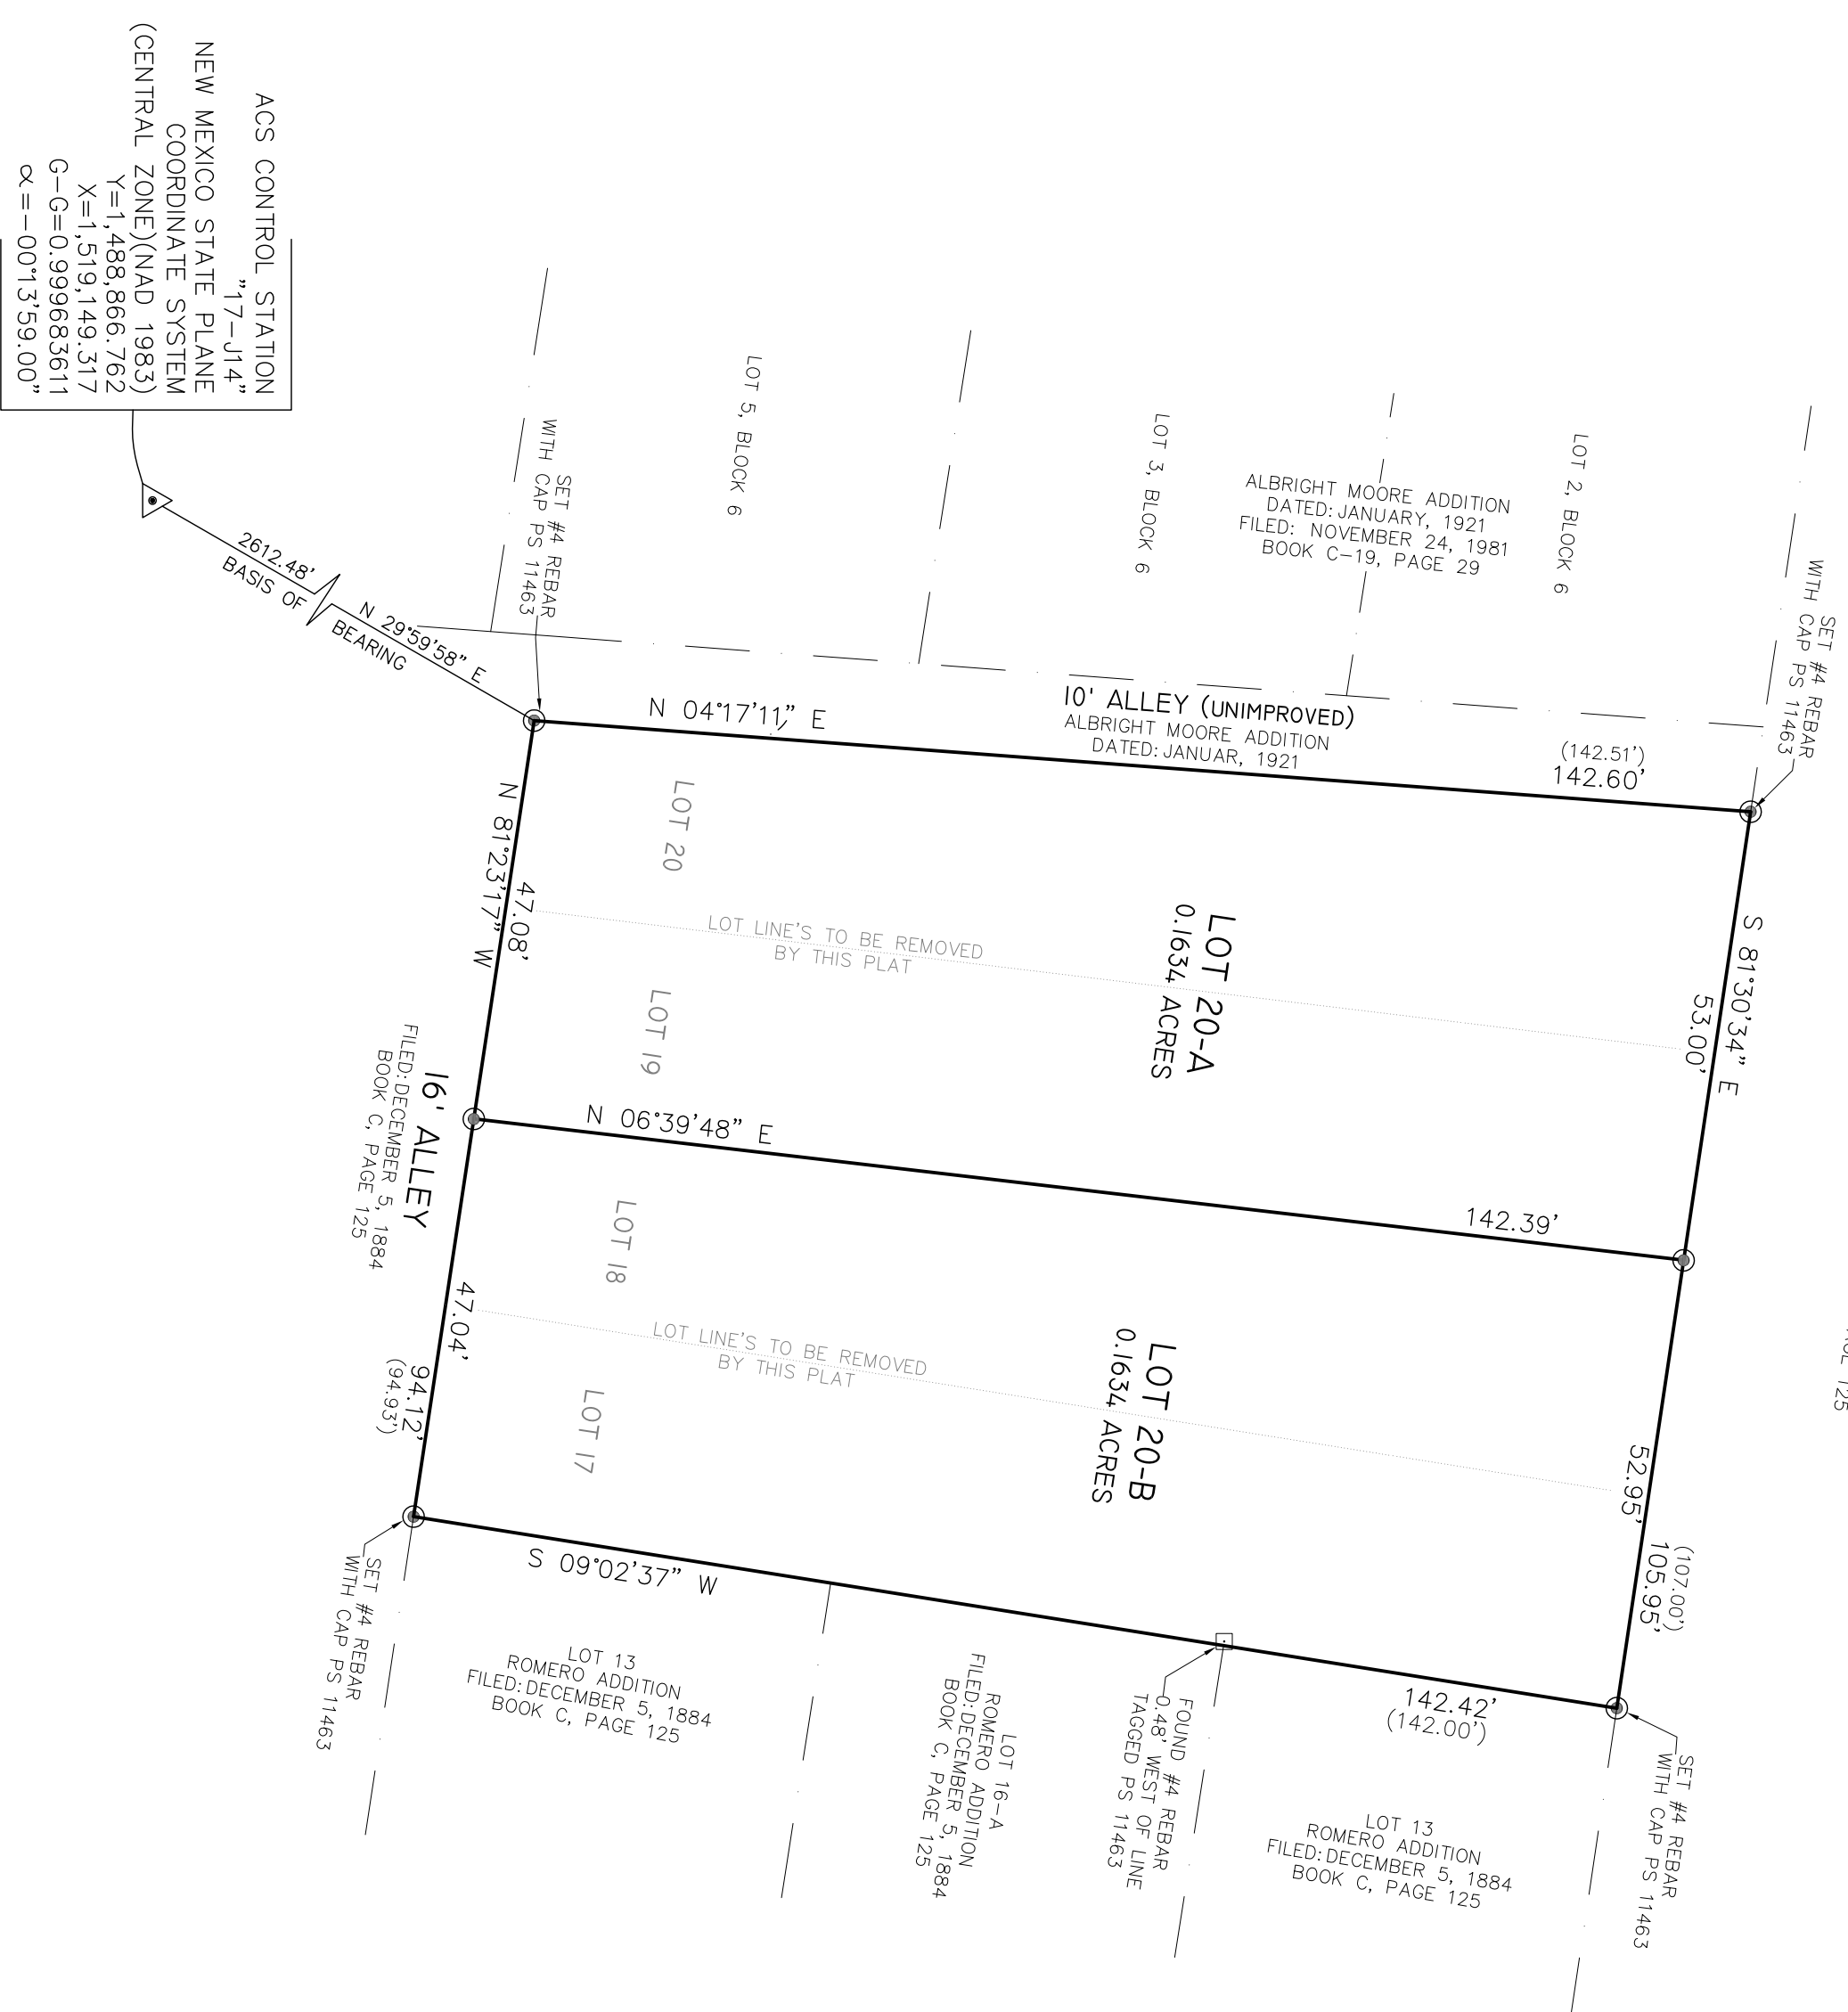 ACS CONTROL STATION
"17-J14"
NEW MEXICO STATE PLANE
COORDINATE SYSTEM
(CENTRAL ZONE)(NAD 1983)
Y=1,488,866.762
X=1,519,149.317
G-G=0.999683611
α=-00°13'59.00"
2612.48'
BASIS OF
N 29°59'58" E
BEARING
SET #4 REBAR
WITH CAP PS 11463
LOT 5, BLOCK 6
LOT 3, BLOCK 6
ALBRIGHT MOORE ADDITION
DATED: JANUARY, 1921
FILED: NOVEMBER 24, 1981
BOOK C-19, PAGE 29
LOT 2, BLOCK 6
SET #4 REBAR
WITH CAP PS 11463
N 04°17'11" E
10' ALLEY (UNIMPROVED)
ALBRIGHT MOORE ADDITION
DATED: JANUAR, 1921
(142.51')
142.60'
S 81°30'34" E
53.00'
LOT 20-A
0.1634 ACRES
LOT 20
LOT LINE'S TO BE REMOVED
BY THIS PLAT
LOT 19
47.08'
N 81°23'17" W
N 06°39'48" E
142.39'
16' ALLEY
FILED: DECEMBER 5, 1884
BOOK C, PAGE 125
LOT 18
LOT LINE'S TO BE REMOVED
BY THIS PLAT
LOT 17
LOT 20-B
0.1634 ACRES
52.95'
(107.00')
105.95'
47.04'
94.12'
(94.93')
S 09°02'37" W
142.42'
(142.00')
SET #4 REBAR
WITH CAP PS 11463
LOT 13
ROMERO ADDITION
FILED: DECEMBER 5, 1884
BOOK C, PAGE 125
LOT 16-A
ROMERO ADDITION
FILED: DECEMBER 5, 1884
BOOK C, PAGE 125
FOUND #4 REBAR
0.48' WEST OF LINE
TAGGED PS 11463
LOT 13
ROMERO ADDITION
FILED: DECEMBER 5, 1884
BOOK C, PAGE 125
SET #4 REBAR
WITH CAP PS 11463
125